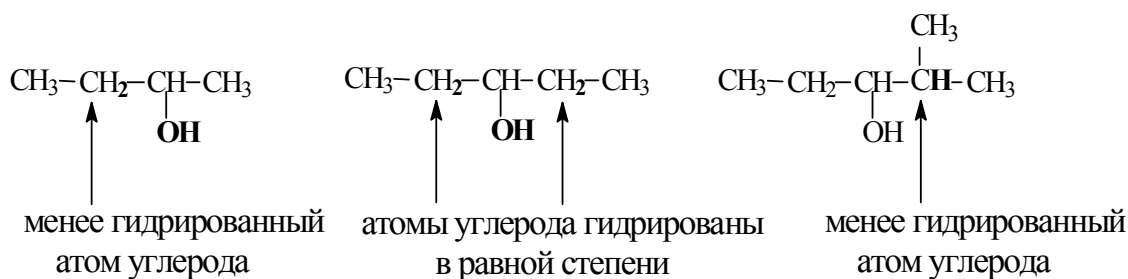 CH₃
CH₃–CH₂–CH–CH₃
OH
CH₃–CH₂–CH–CH₂–CH₃
OH
CH₃–CH₂–CH–CH–CH₃
OH
менее гидрированный
атом углерода
атомы углерода гидрированы
в равной степени
менее гидрированный
атом углерода